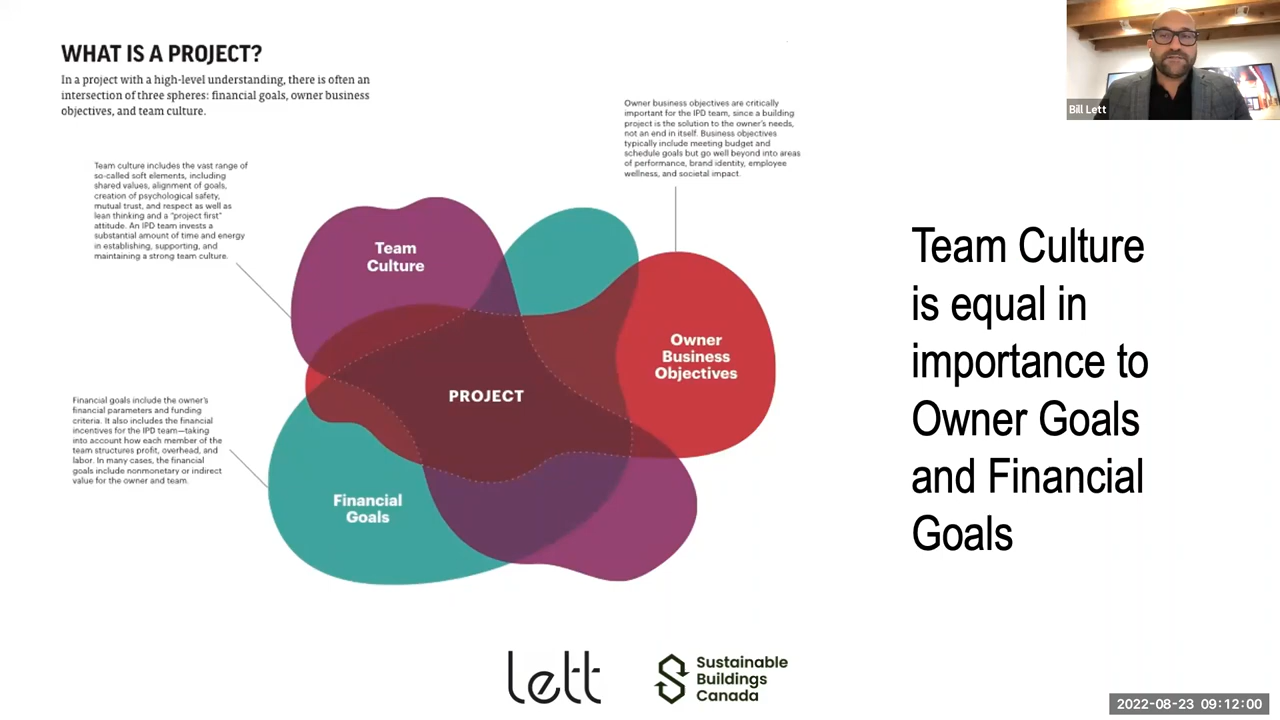 WHAT IS A PROJECT?
In a project with a high-level understanding, there is often an
intersection of three spheres: financial goals, owner business
objectives, and team culture.
Bill Lett
Owner business objectives are critically
important for the IPD team, since a building
project is the solution to the owner's needs,
not an end in itself. Business objectives
typically include meeting budget and
schedule goals but go well beyond into areas
of performance, brand identity, employee
wellness, and societal impact.
Team culture includes the vast range of
so-called soft elements, including
shared values, alignment of goals,
creation of psychological safety,
mutual trust, and respect as well as
lean thinking and a "project first"
attitude. An IPD team invests a
substantial amount of time and energy
in establishing, supporting, and
maintaining a strong team culture.
Team
Culture
Owner
Business
Objectives
PROJECT
Financial goals include the owner's
financial parameters and funding
criteria. It also includes the financial
incentives for the IPD team—taking
into account how each member of the
team structures profit, overhead, and
labor. In many cases, the financial
goals include nonmonetary or indirect
value for the owner and team.
Financial
Goals
Team Culture
is equal in
importance to
Owner Goals
and Financial
Goals
lett
Sustainable
Buildings
Canada
2022-08-23 09:12:00